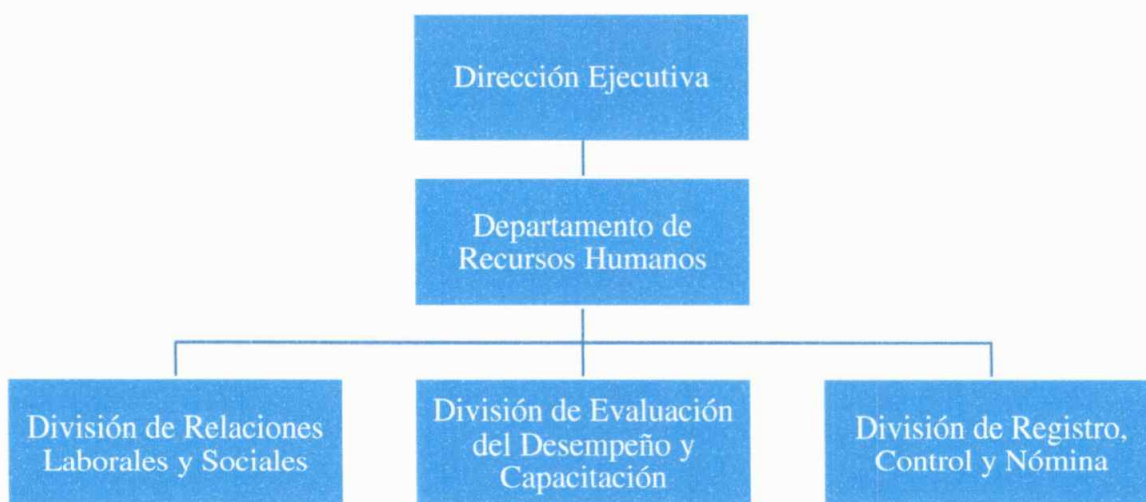 Dirección Ejecutiva
Departamento de
Recursos Humanos
División de Relaciones
Laborales y Sociales
División de Evaluación
del Desempeño y
Capacitación
División de Registro,
Control y Nómina